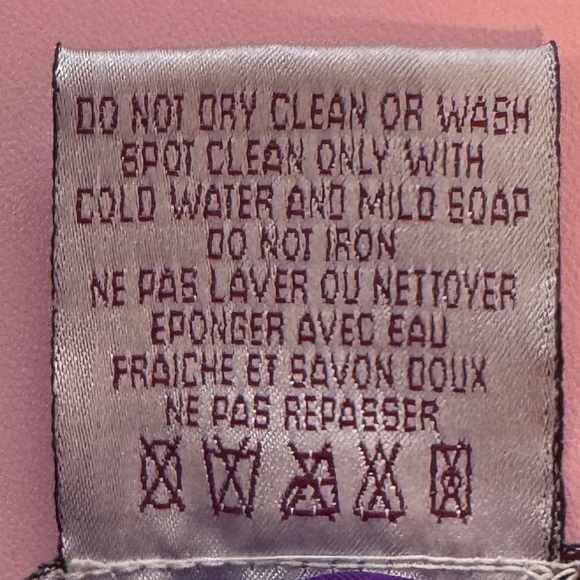 DO NOT DRY CLEAN OR WASH
SPOT CLEAN ONLY WITH
COLD WATER AND MILD SOAP
DO NOT IRON
NE PAS LAVER OU NETTOYER
EPONGER AVEC EAU
FRAICHE ET SAVON DOUX
NE PAS REPASSER